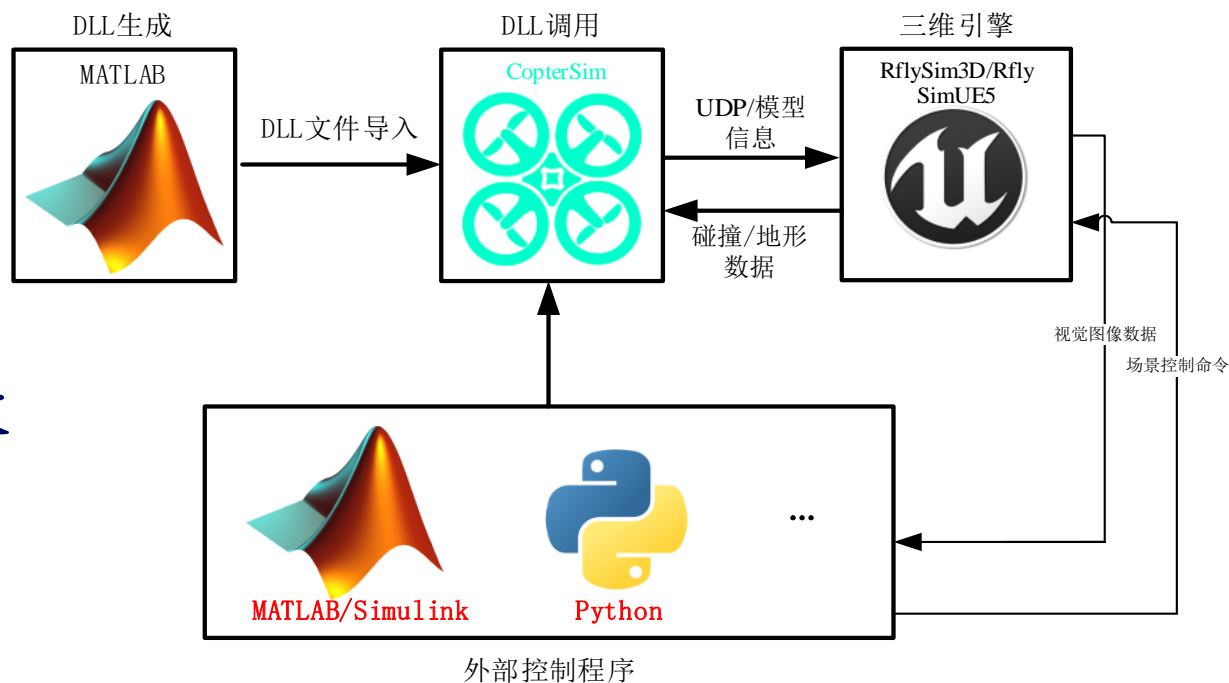 DLL生成
DLL调用
三维引擎
MATLAB
CopterSim
RflySim3D/Rfly
SimUE5
DLL文件导入
UDP/模型
信息
碰撞/地形
数据
视觉图像数据
场景控制命令
MATLAB/Simulink
Python
...
外部控制程序